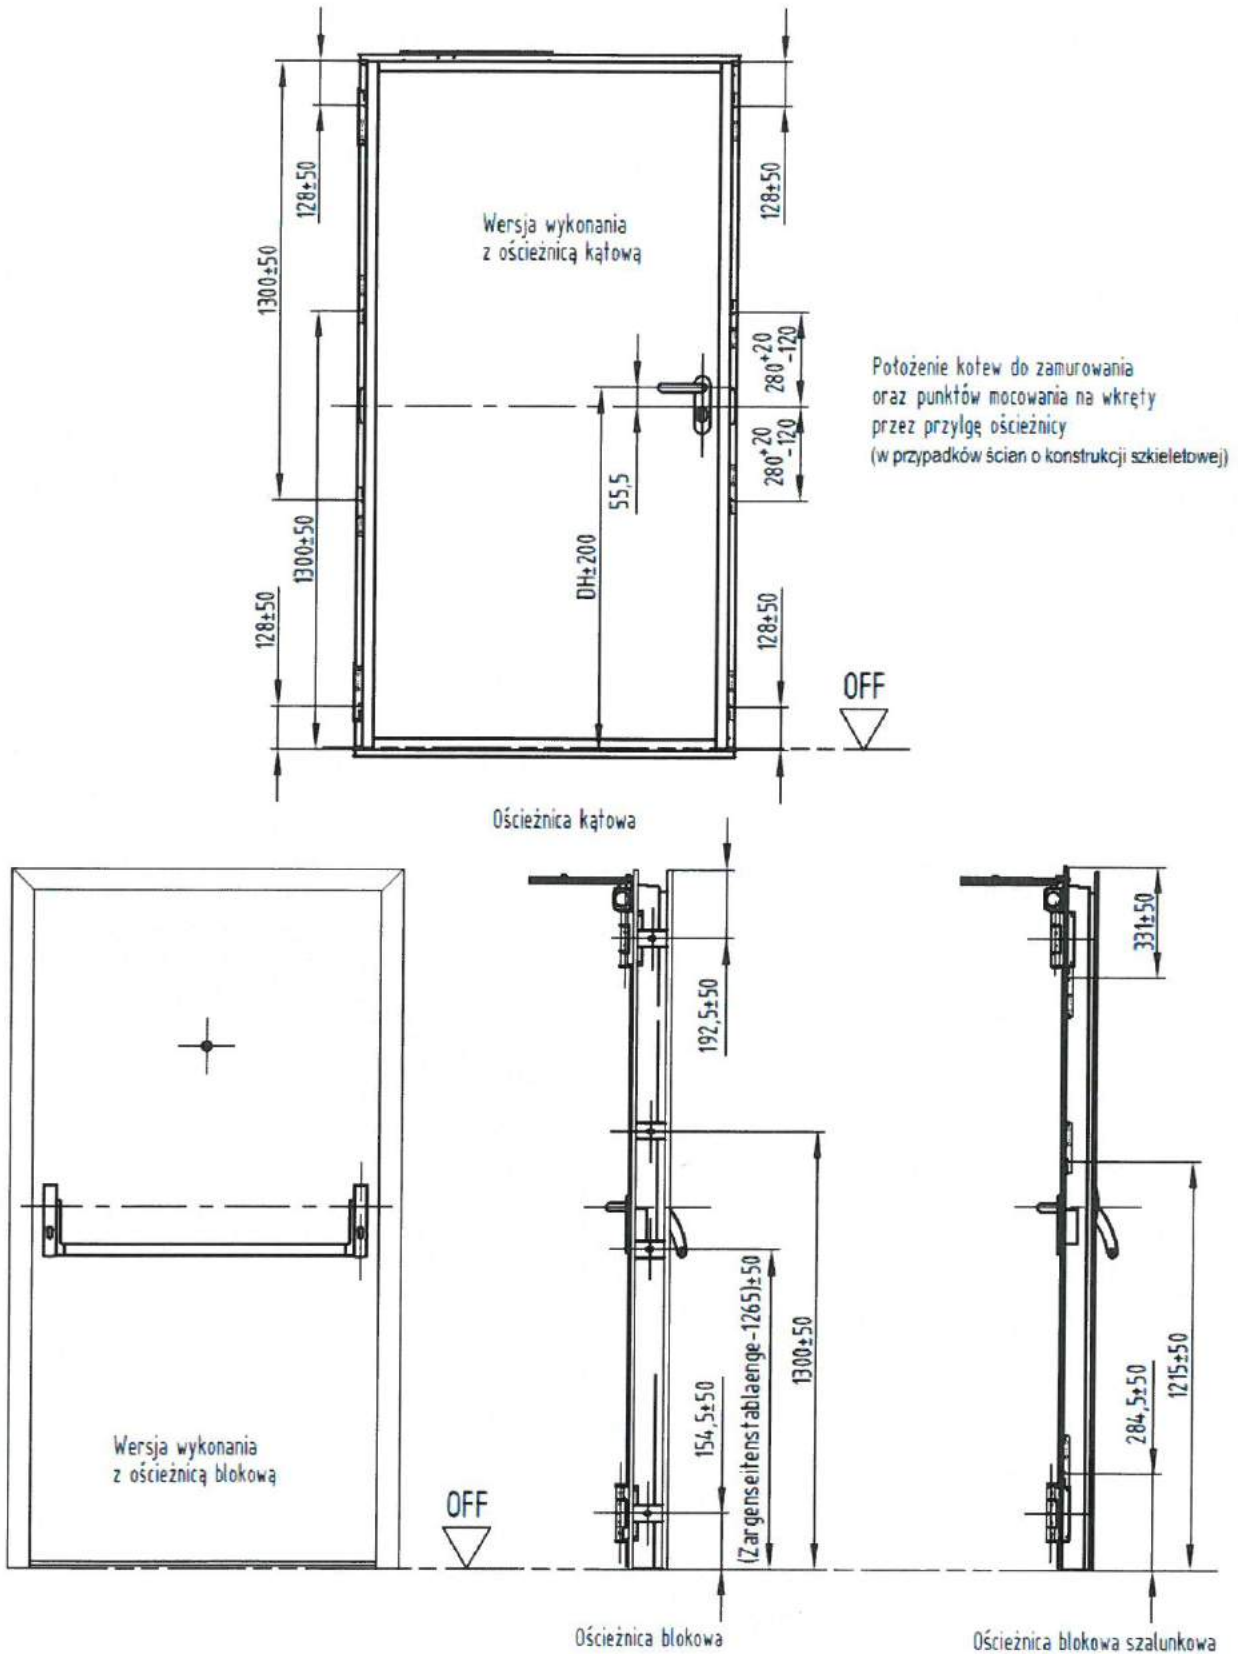 128±50
128±50
Wersja wykonania
z ościeżnicą kątową
1300±50
280+20-120
Położenie kotew do zamurowania
oraz punktów mocowania na wkręty
przez przylgę ościeżnicy
(w przypadków ścian o konstrukcji szkieletowej)
280+20-120
55,5
1300±50
DH±200
128±50
128±50
OFF
Ościeżnica kątowa
192,5±50
331±50
(Zargenseitenstablaenge-1265)±50
1300±50
154,5±50
1215±50
284,5±50
Wersja wykonania
z ościeżnicą blokową
OFF
Ościeżnica blokowa
Ościeżnica blokowa szalunkowa